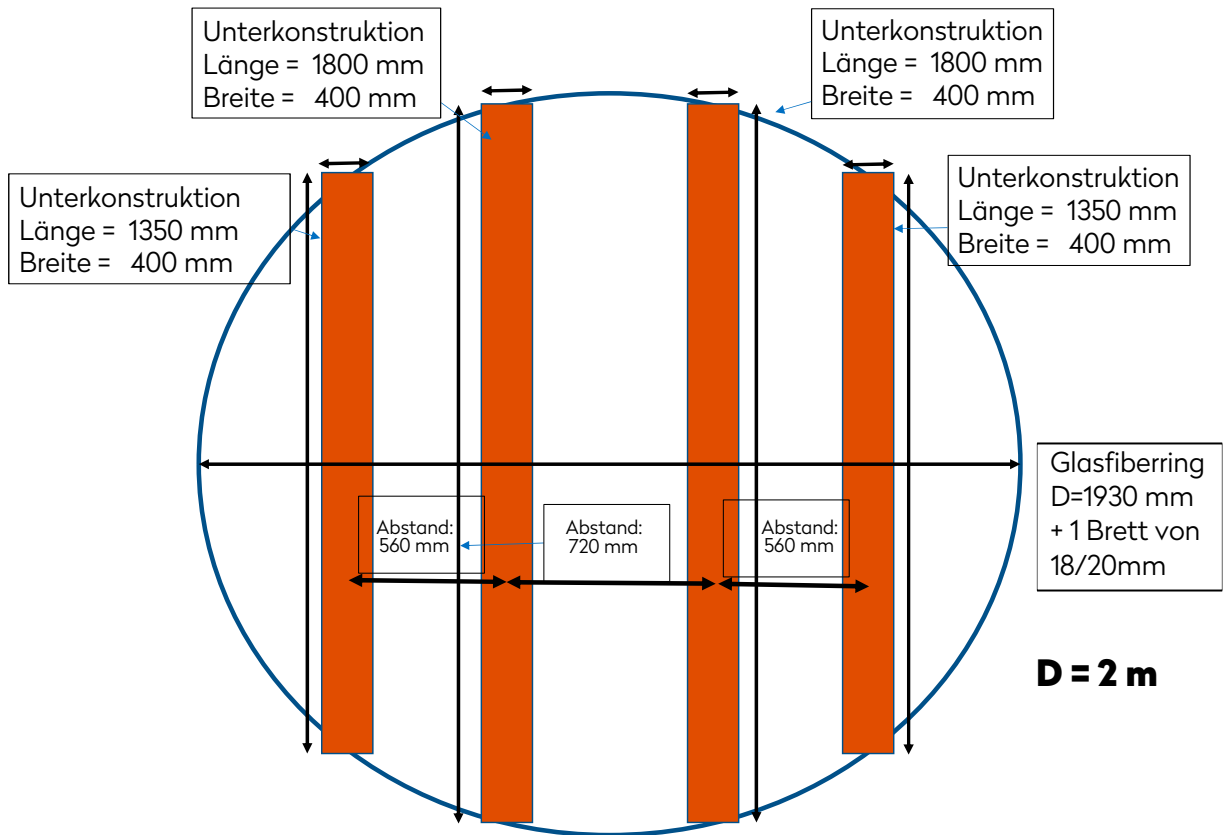 Unterkonstruktion
Länge = 1800 mm
Breite = 400 mm
Unterkonstruktion
Länge = 1800 mm
Breite = 400 mm
Unterkonstruktion
Länge = 1350 mm
Breite = 400 mm
Unterkonstruktion
Länge = 1350 mm
Breite = 400 mm
Abstand:
560 mm
Abstand:
720 mm
Abstand:
560 mm
Glasfiberring
D=1930 mm
+ 1 Brett von
18/20mm
D = 2 m